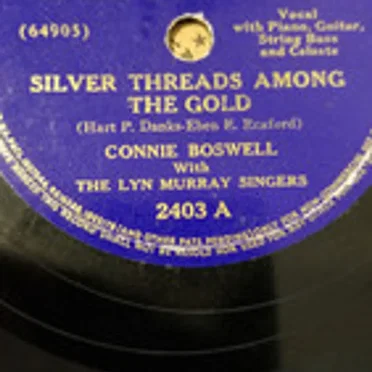 (64905)
Vocal
with Piano, Guitar,
String Bass
and Celeste
SILVER THREADS AMONG
THE GOLD
(Hart P. Danks-Eben E. Rexford)
CONNIE BOSWELL
With
THE LYN MURRAY SINGERS
2403 A